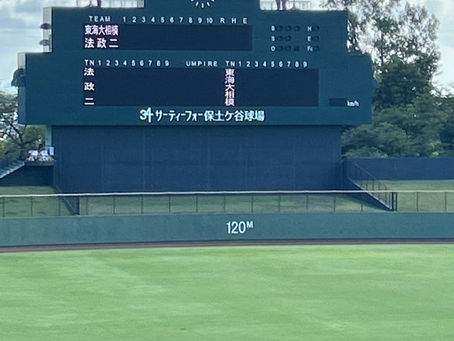 TEAM 1 2 3 4 5 6 7 8 9 10 R H E
東海大相模
法政二
B H
S E
O
TN 1 2 3 4 5 6 7 8 9 UMPIRE TN 1 2 3 4 5 6 7 8 9
法政二
東海大相模
km/h
34 サーティーフォー保土ケ谷球場
120M